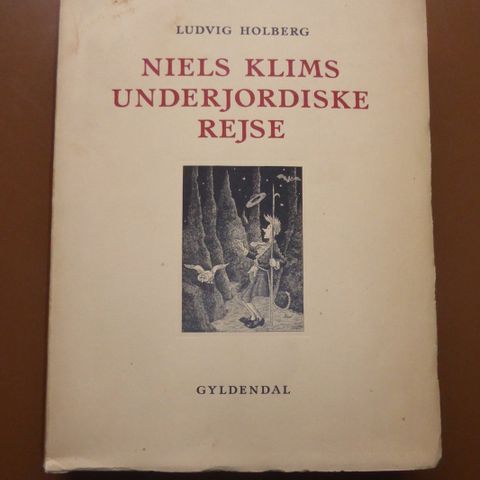 LUDVIG HOLBERG
NIELS KLIMS
UNDERJORDISKE
REJSE
GYLDENDAL